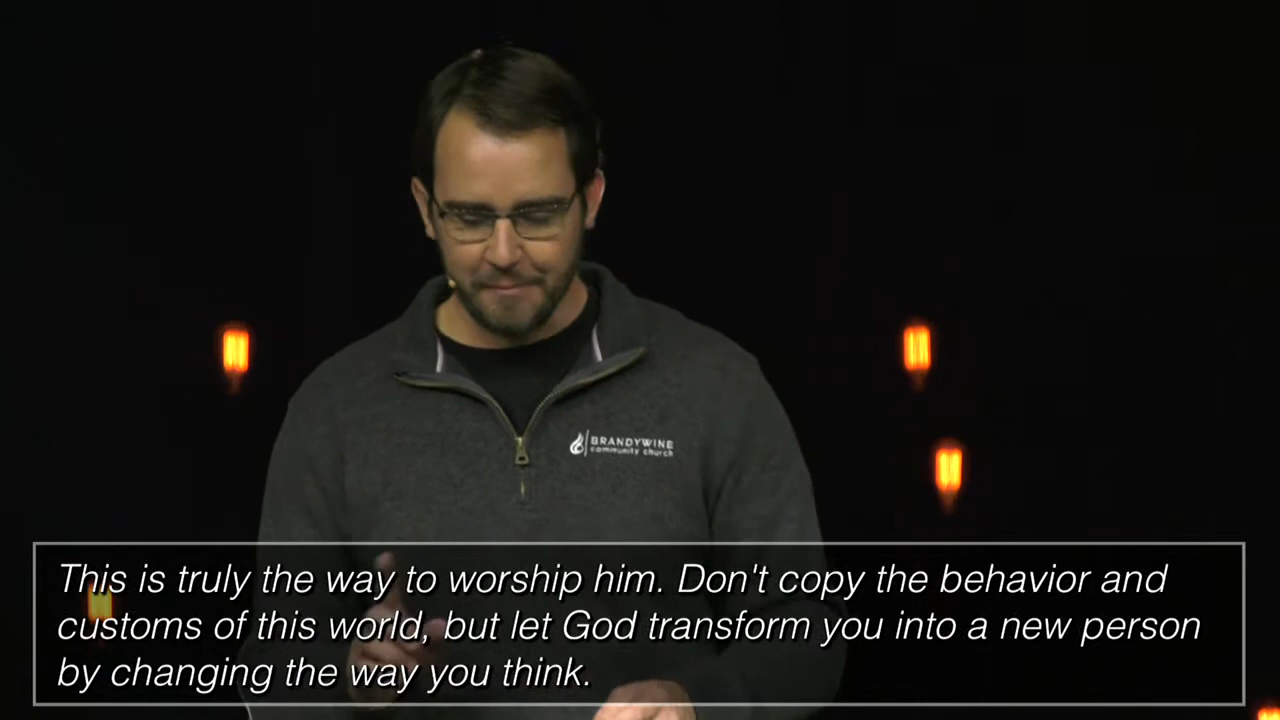 BRANDYWINE
community church
This is truly the way to worship him. Don't copy the behavior and
customs of this world, but let God transform you into a new person
by changing the way you think.